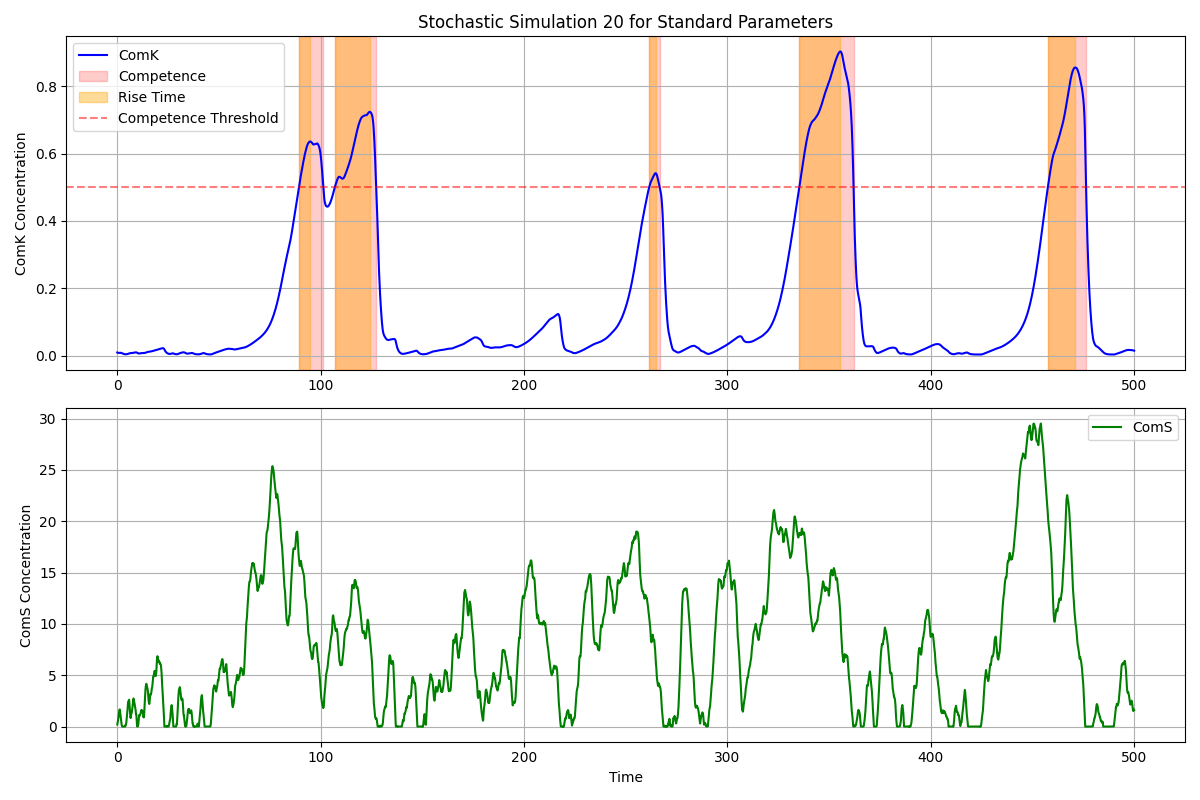 Stochastic Simulation 20 for Standard Parameters
ComK Concentration
0.8
0.6
0.4
0.2
0.0
ComK
Competence
Rise Time
Competence Threshold
0 100 200 300 400 500
ComS Concentration
30
25
20
15
10
5
0
ComS
0 100 200 300 400 500
Time